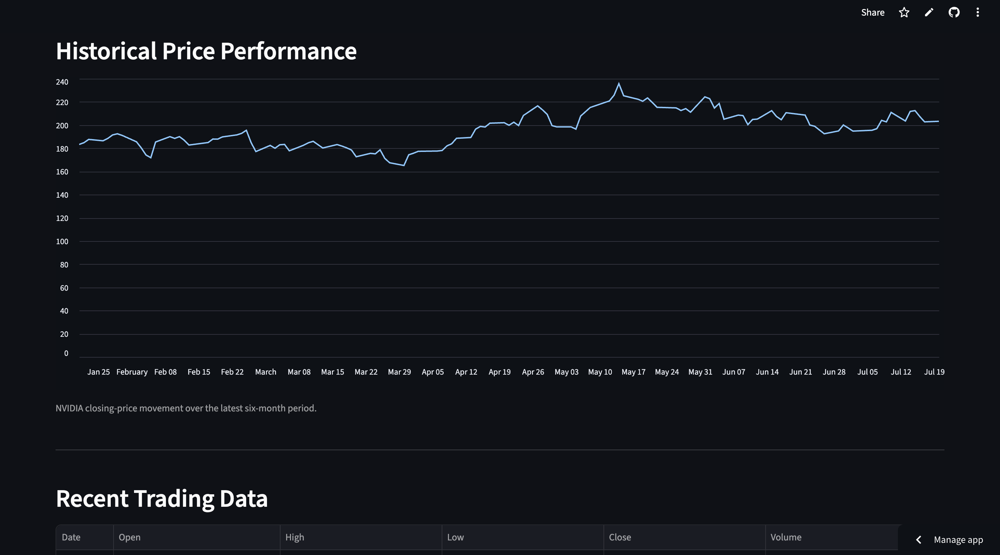 Share
Historical Price Performance
240
220
200
180
160
140
120
100
80
60
40
20
0
Jan 25 February Feb 08 Feb 15 Feb 22 March Mar 08 Mar 15 Mar 22 Mar 29 Apr 05 Apr 12 Apr 19 Apr 26 May 03 May 10 May 17 May 24 May 31 Jun 07 Jun 14 Jun 21 Jun 28 Jul 05 Jul 12 Jul 19
NVIDIA closing-price movement over the latest six-month period.
Recent Trading Data
Date Open High Low Close Volume
Manage app